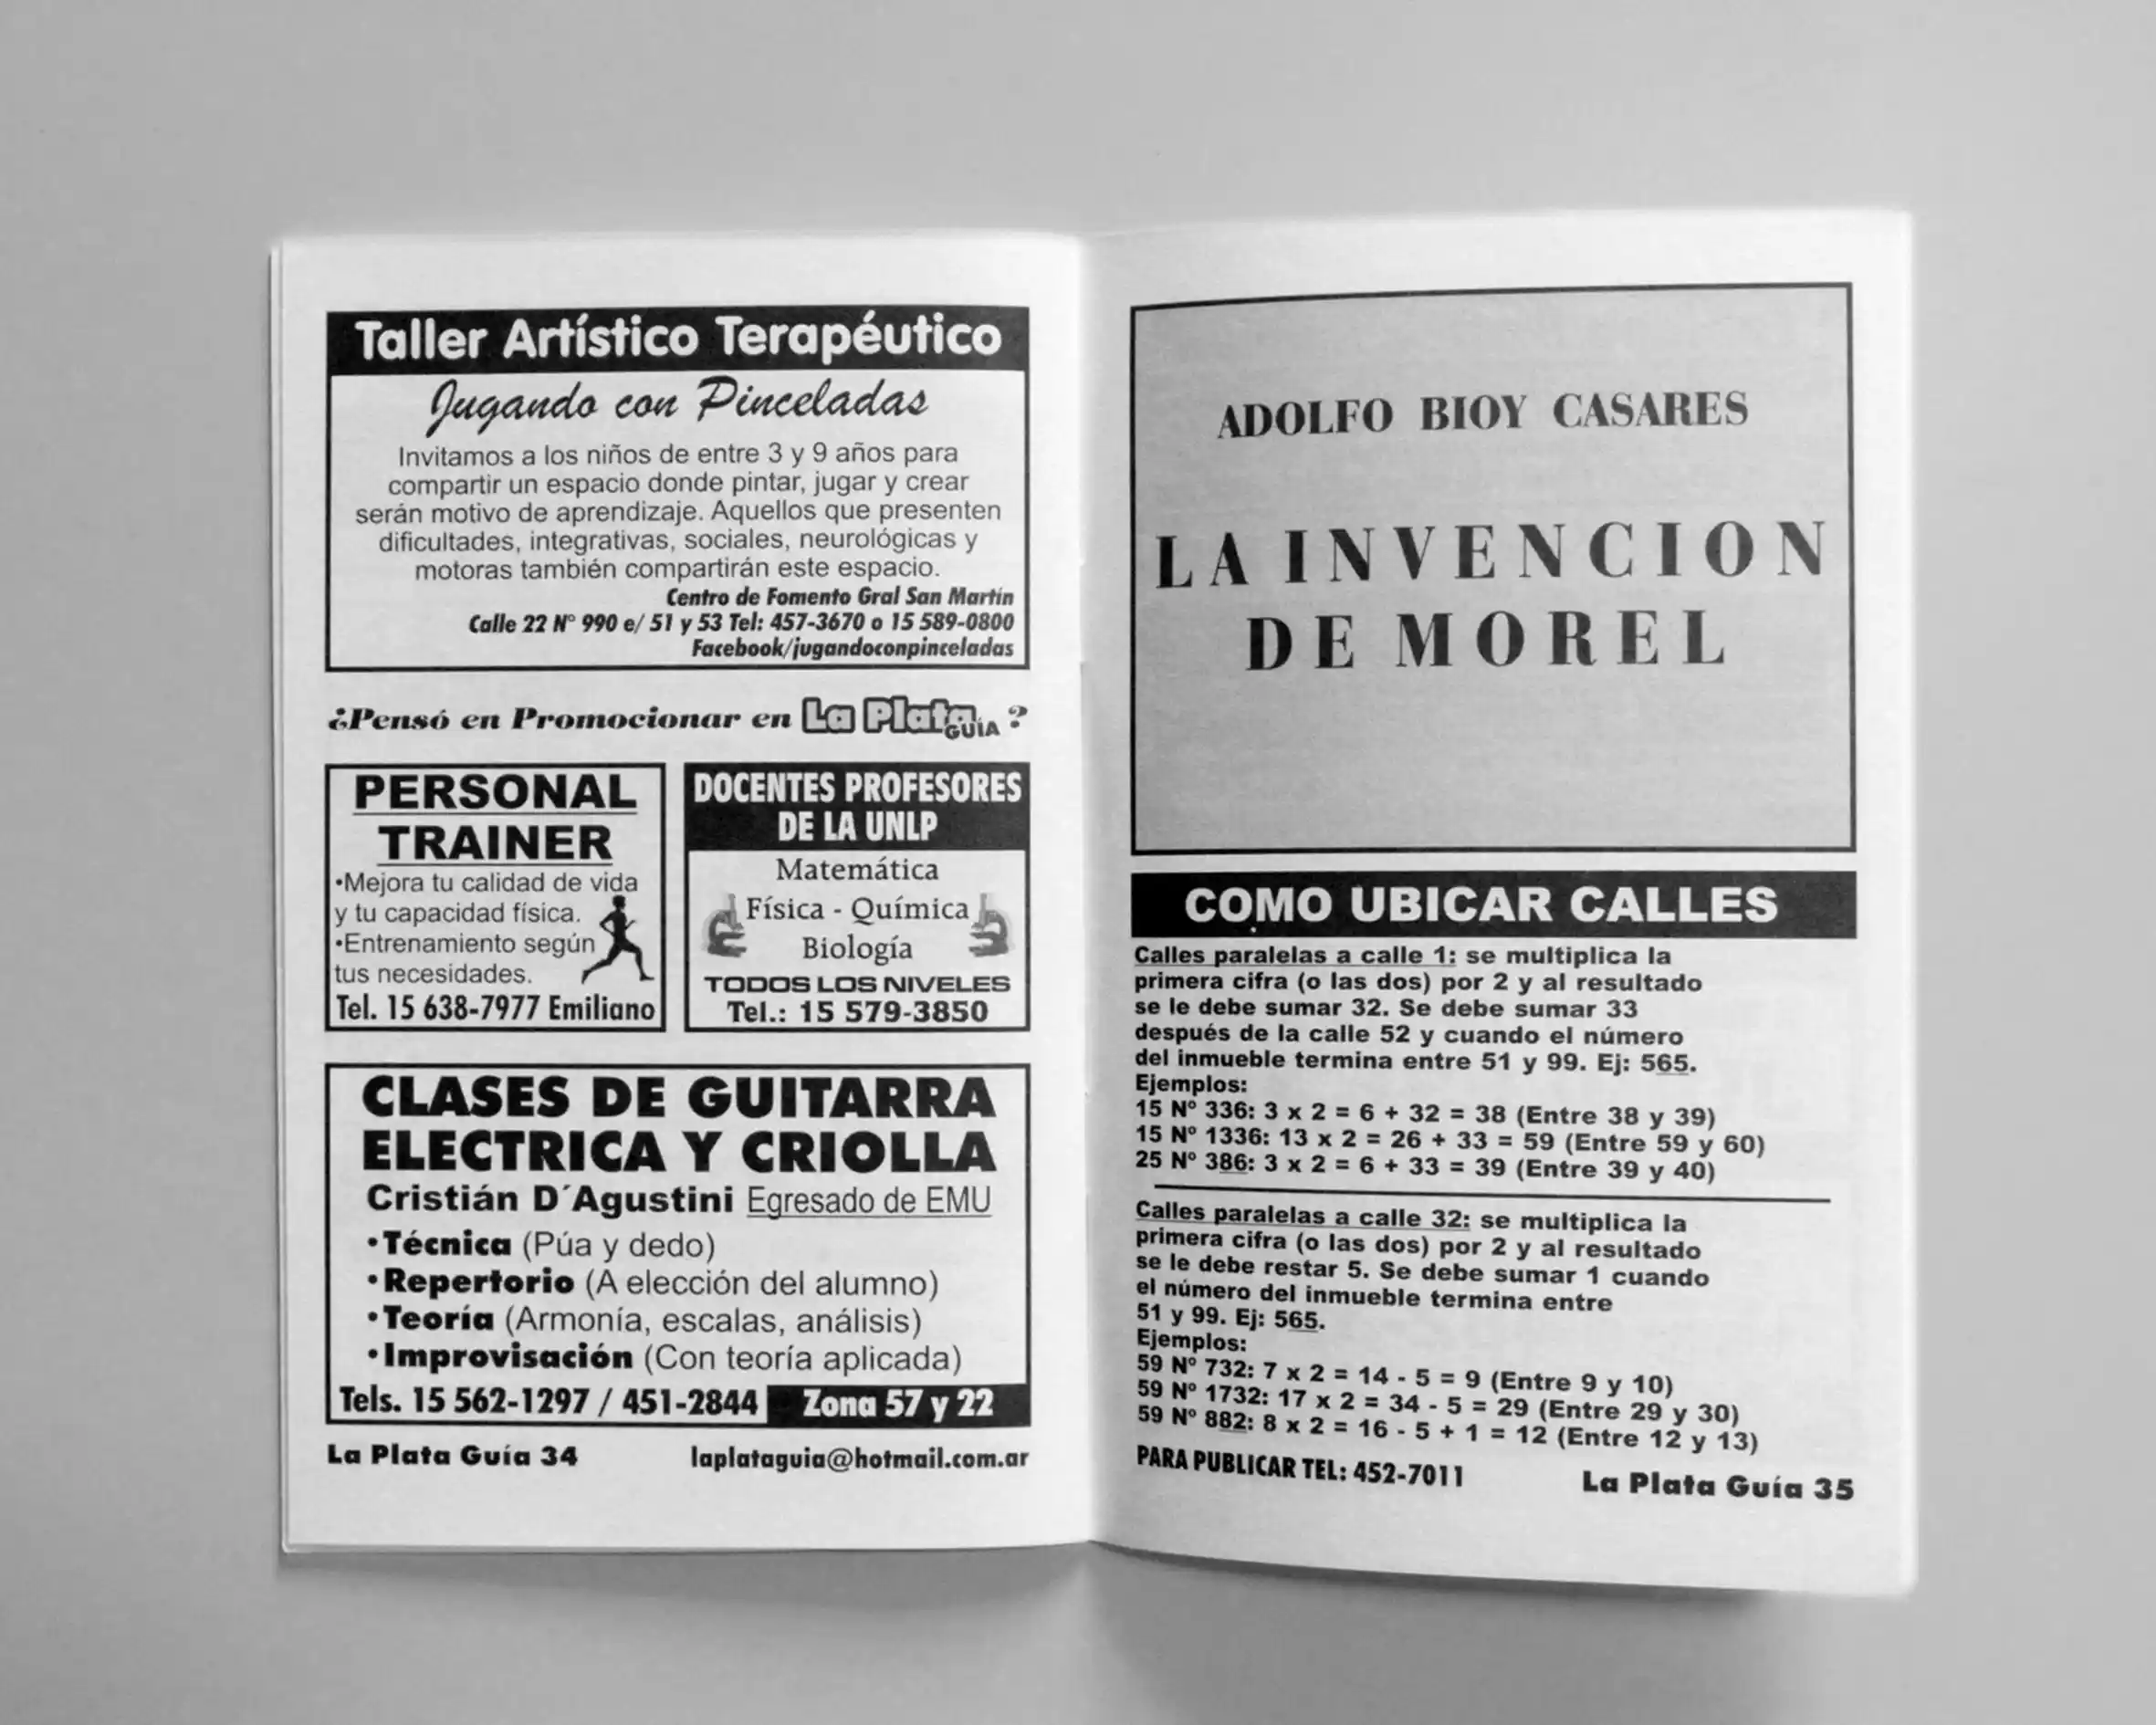 Taller Artístico Terapéutico
Jugando con Pinceladas
Invitamos a los niños de entre 3 y 9 años para
compartir un espacio donde pintar, jugar y crear
serán motivo de aprendizaje. Aquellos que presenten
dificultades, integrativas, sociales, neurológicas y
motoras también compartirán este espacio.
Centro de Fomento Gral San Martín
Calle 22 N° 990 e/ 51 y 53 Tel: 457-3670 o 15 589-0800
Facebook/jugandoconpinceladas
¿Pensó en Promocionar en La Plata GUÍA ?
PERSONAL
TRAINER
•Mejora tu calidad de vida
y tu capacidad física.
•Entrenamiento según
tus necesidades.
Tel. 15 638-7977 Emiliano
DOCENTES PROFESORES
DE LA UNLP
Matemática
Física - Química
Biología
TODOS LOS NIVELES
Tel.: 15 579-3850
CLASES DE GUITARRA
ELECTRICA Y CRIOLLA
Cristián D´Agustini Egresado de EMU
•Técnica (Púa y dedo)
•Repertorio (A elección del alumno)
•Teoría (Armonía, escalas, análisis)
•Improvisación (Con teoría aplicada)
Tels. 15 562-1297 / 451-2844 Zona 57 y 22
La Plata Guía 34 laplataguia@hotmail.com.ar
ADOLFO BIOY CASARES
LA INVENCION
DE MOREL
COMO UBICAR CALLES
Calles paralelas a calle 1: se multiplica la
primera cifra (o las dos) por 2 y al resultado
se le debe sumar 32. Se debe sumar 33
después de la calle 52 y cuando el número
del inmueble termina entre 51 y 99. Ej: 565.
Ejemplos:
15 Nº 336: 3 x 2 = 6 + 32 = 38 (Entre 38 y 39)
15 Nº 1336: 13 x 2 = 26 + 33 = 59 (Entre 59 y 60)
25 Nº 386: 3 x 2 = 6 + 33 = 39 (Entre 39 y 40)
Calles paralelas a calle 32: se multiplica la
primera cifra (o las dos) por 2 y al resultado
se le debe restar 5. Se debe sumar 1 cuando
el número del inmueble termina entre
51 y 99. Ej: 565.
Ejemplos:
59 Nº 732: 7 x 2 = 14 - 5 = 9 (Entre 9 y 10)
59 Nº 1732: 17 x 2 = 34 - 5 = 29 (Entre 29 y 30)
59 Nº 882: 8 x 2 = 16 - 5 + 1 = 12 (Entre 12 y 13)
PARA PUBLICAR TEL: 452-7011 La Plata Guía 35